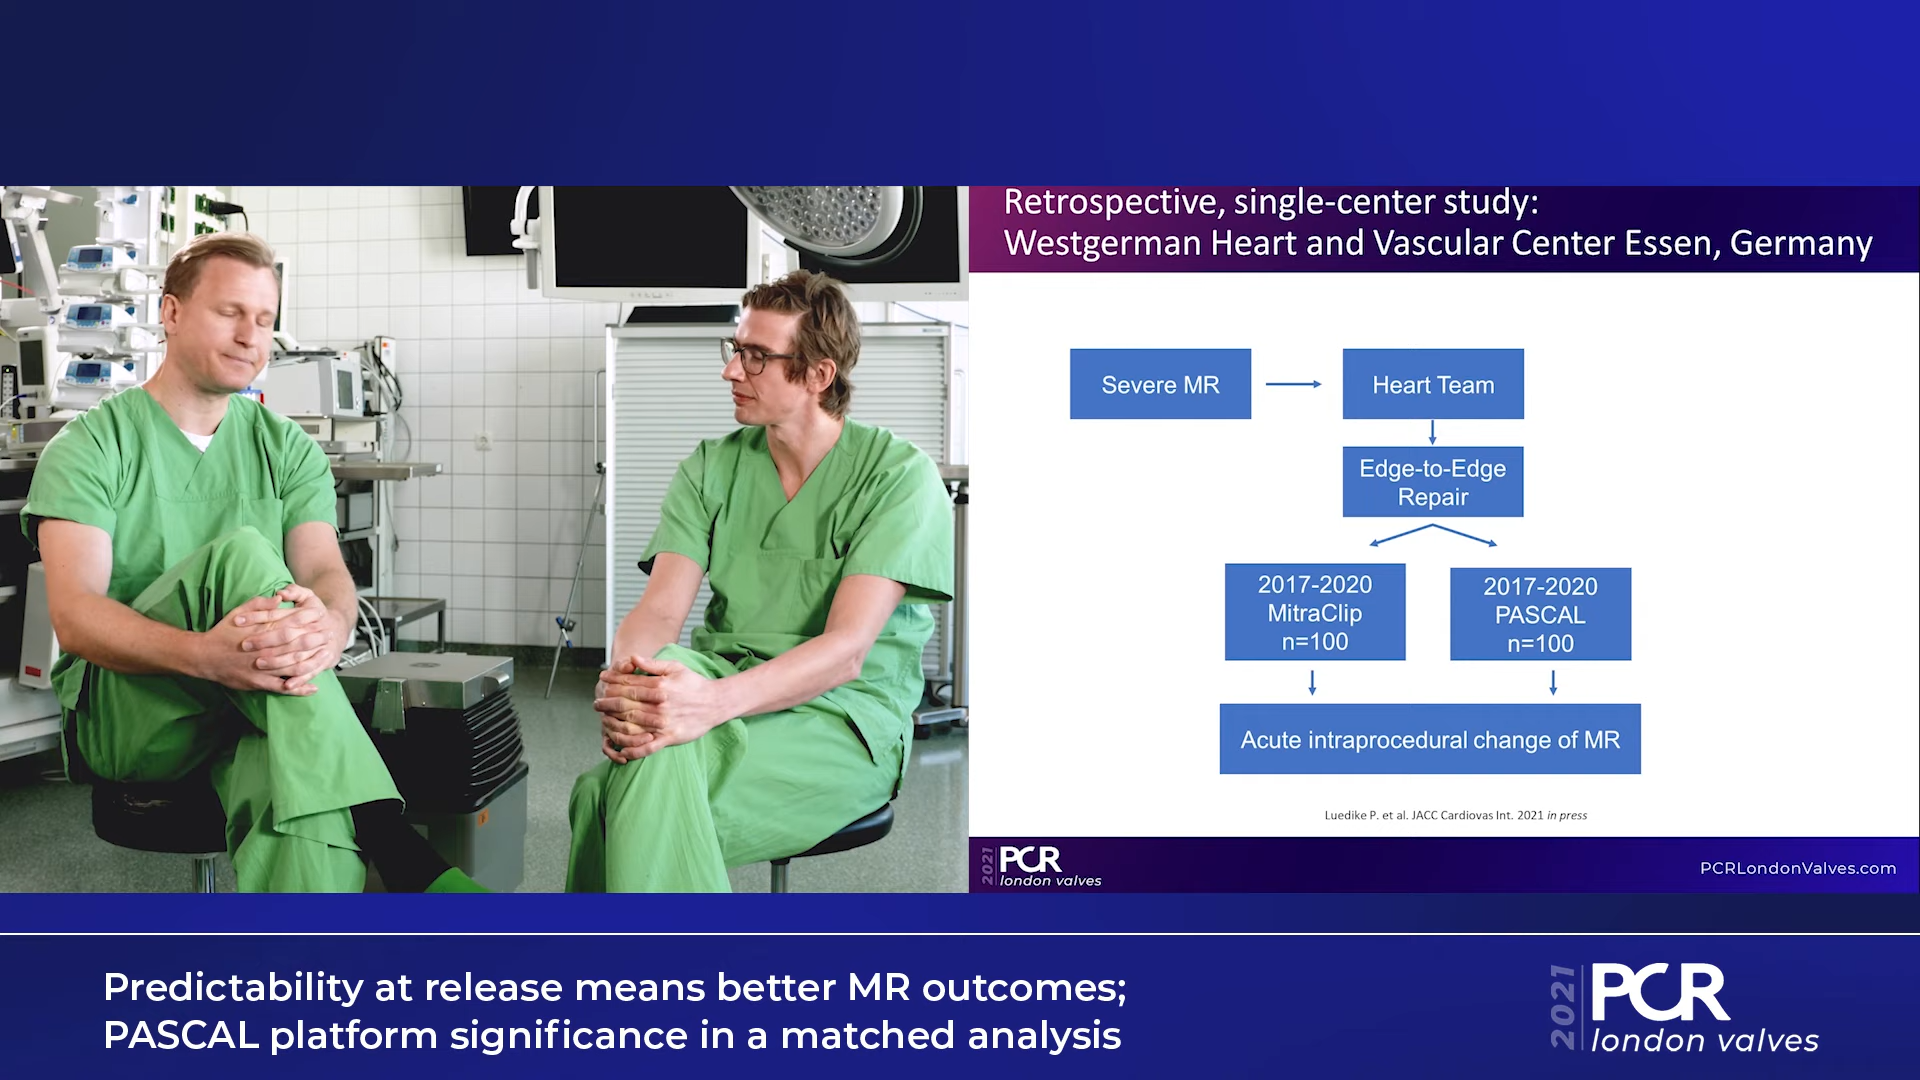 Retrospective, single-center study:
Westgerman Heart and Vascular Center Essen, Germany
Severe MR
Heart Team
Edge-to-Edge
Repair
2017-2020
MitraClip
n=100
2017-2020
PASCAL
n=100
Acute intraprocedural change of MR
Luedike P. et al. JACC Cardiovas Int. 2021 in press
2021
PCR
london valves
PCRLondonValves.com
Predictability at release means better MR outcomes;
PASCAL platform significance in a matched analysis
2021
PCR
london valves